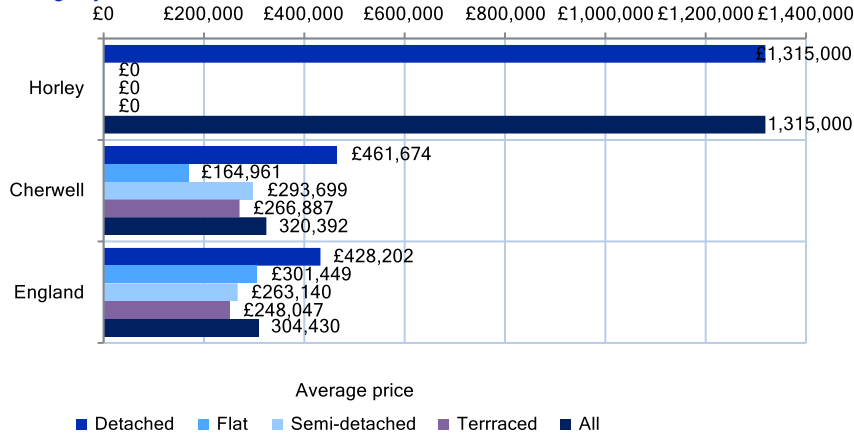 £0 £200,000 £400,000 £600,000 £800,000 £1,000,000 £1,200,000 £1,400,000
£1,315,000
£0
Horley £0
£0
1,315,000
£461,674
£164,961
Cherwell £293,699
£266,887
320,392
£428,202
£301,449
England £263,140
£248,047
304,430
Average price
Detached Flat Semi-detached Terrraced All